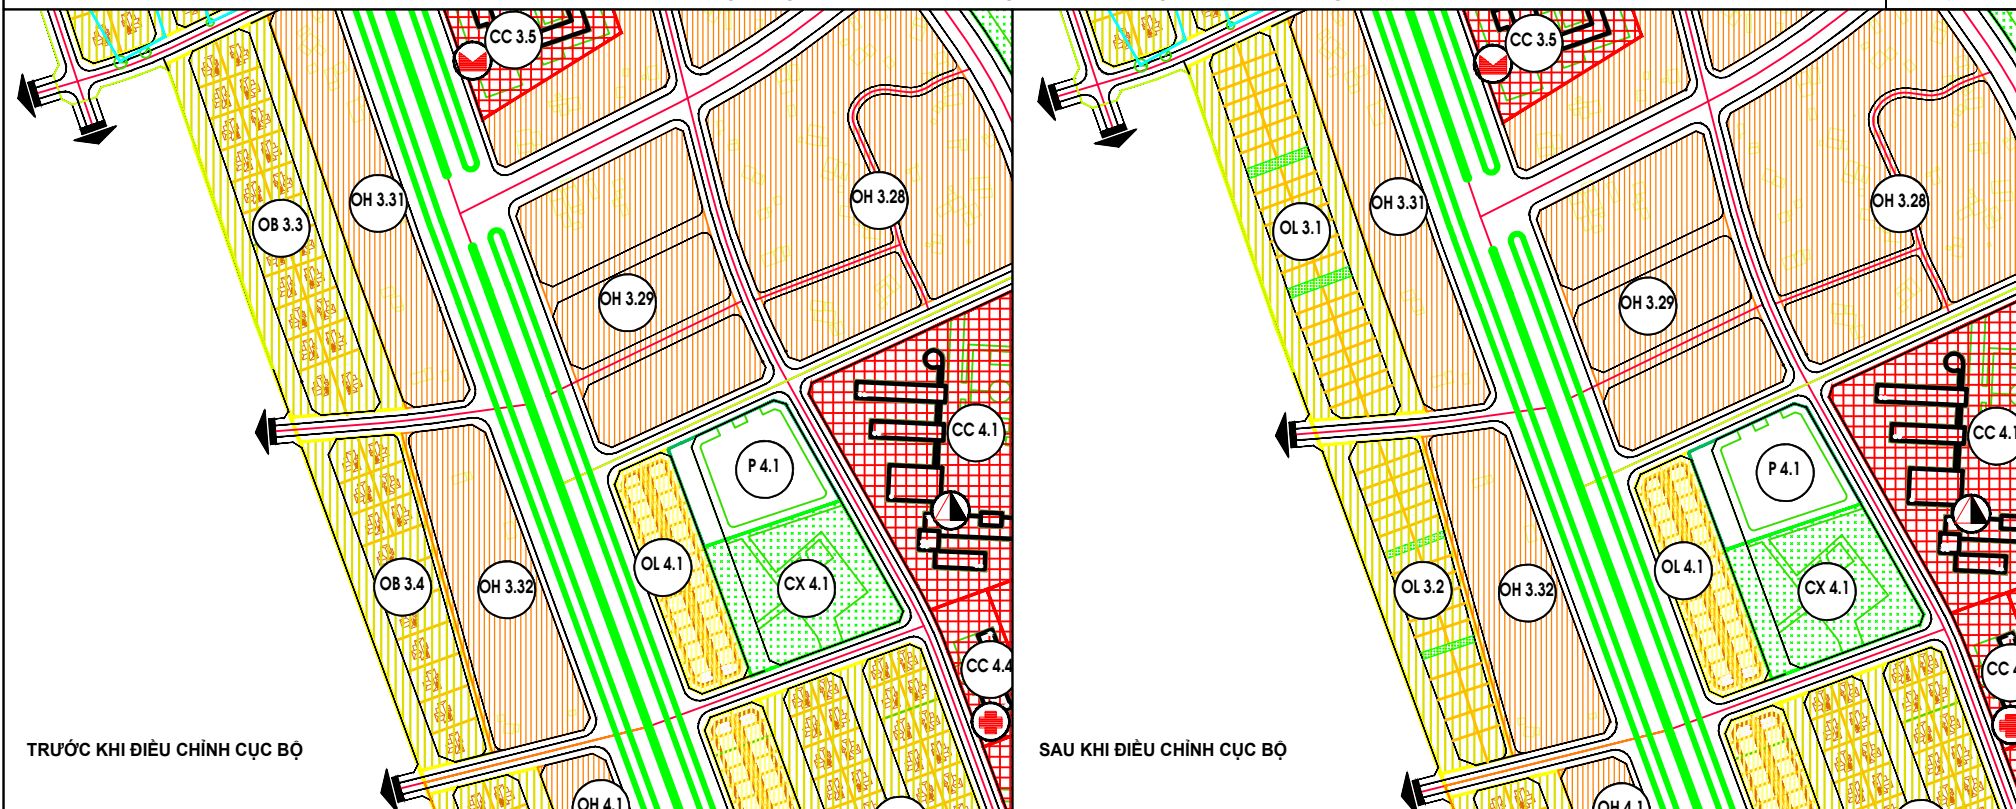 CC 3.5
OH 3.31
OB 3.3
OH 3.28
OH 3.29
CC 4.1
P 4.1
OL 4.1
CX 4.1
OB 3.4
OH 3.32
CC 4.4
OH 4.1
TRƯỚC KHI ĐIỀU CHỈNH CỤC BỘ
CC 3.5
OH 3.31
OL 3.1
OH 3.28
OH 3.29
CC 4.1
P 4.1
OL 4.1
CX 4.1
OL 3.2
OH 3.32
CC 4
OH 4.1
SAU KHI ĐIỀU CHỈNH CỤC BỘ